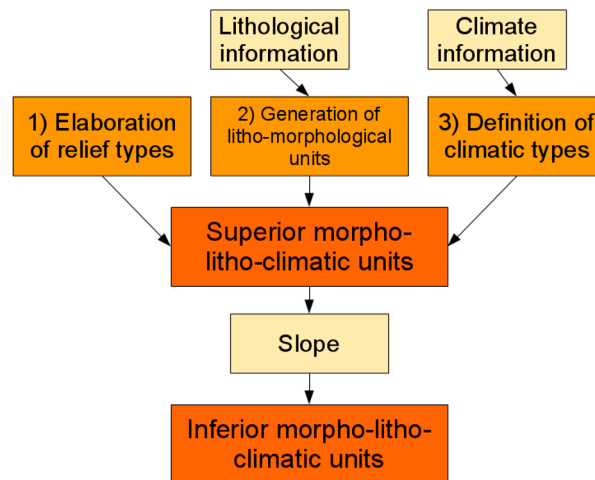 Lithological
information
Climate
information
1) Elaboration
of relief types
2) Generation of
litho-morphological
units
3) Definition of
climatic types
Superior morpho-
litho-climatic units
Slope
Inferior morpho-litho-
climatic units